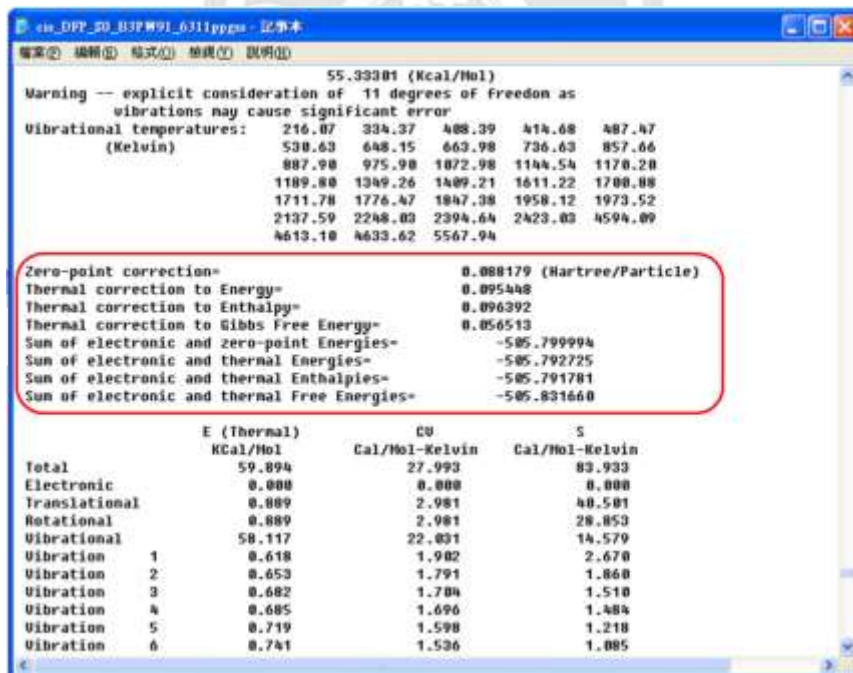 cis_DFP_S0_B3PW91_6311ppgss - 記事本
檔案(F) 編輯(E) 格式(O) 檢視(V) 說明(H)
55.33301 (Kcal/Mol)
Warning -- explicit consideration of 11 degrees of freedom as
vibrations may cause significant error
Vibrational temperatures: 216.07 334.37 408.39 414.68 487.47
(Kelvin) 530.63 648.15 663.98 736.63 857.66
887.90 975.90 1072.98 1144.54 1170.20
1189.80 1349.26 1409.21 1611.22 1700.88
1711.78 1776.47 1847.38 1958.12 1973.52
2137.59 2248.03 2394.64 2423.03 4594.09
4613.10 4633.62 5567.94
Zero-point correction= 0.088179 (Hartree/Particle)
Thermal correction to Energy= 0.095448
Thermal correction to Enthalpy= 0.096392
Thermal correction to Gibbs Free Energy= 0.056513
Sum of electronic and zero-point Energies= -505.799994
Sum of electronic and thermal Energies= -505.792725
Sum of electronic and thermal Enthalpies= -505.791781
Sum of electronic and thermal Free Energies= -505.831660
E (Thermal) CV S
KCal/Mol Cal/Mol-Kelvin Cal/Mol-Kelvin
Total 59.894 27.993 83.933
Electronic 0.000 0.000 0.000
Translational 0.889 2.981 40.501
Rotational 0.889 2.981 28.853
Vibrational 58.117 22.031 14.579
Vibration 1 0.618 1.902 2.670
Vibration 2 0.653 1.791 1.860
Vibration 3 0.682 1.704 1.510
Vibration 4 0.685 1.696 1.484
Vibration 5 0.719 1.598 1.218
Vibration 6 0.741 1.536 1.085